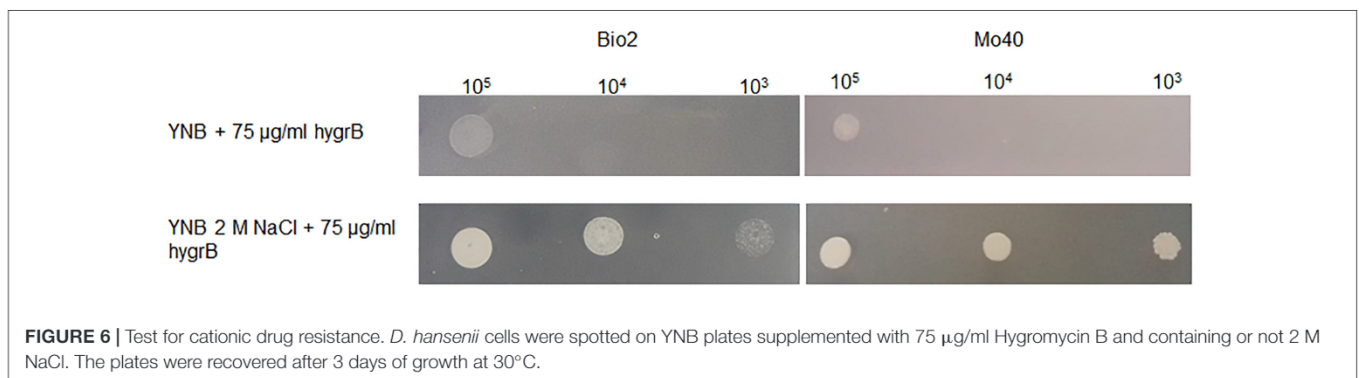 Bio2 Mo40
10⁵ 10⁴ 10³ 10⁵ 10⁴ 10³
YNB + 75 µg/ml hygrB
YNB 2 M NaCl + 75 µg/ml
hygrB
FIGURE 6 | Test for cationic drug resistance. D. hansenii cells were spotted on YNB plates supplemented with 75 µg/ml Hygromycin B and containing or not 2 M
NaCl. The plates were recovered after 3 days of growth at 30°C.